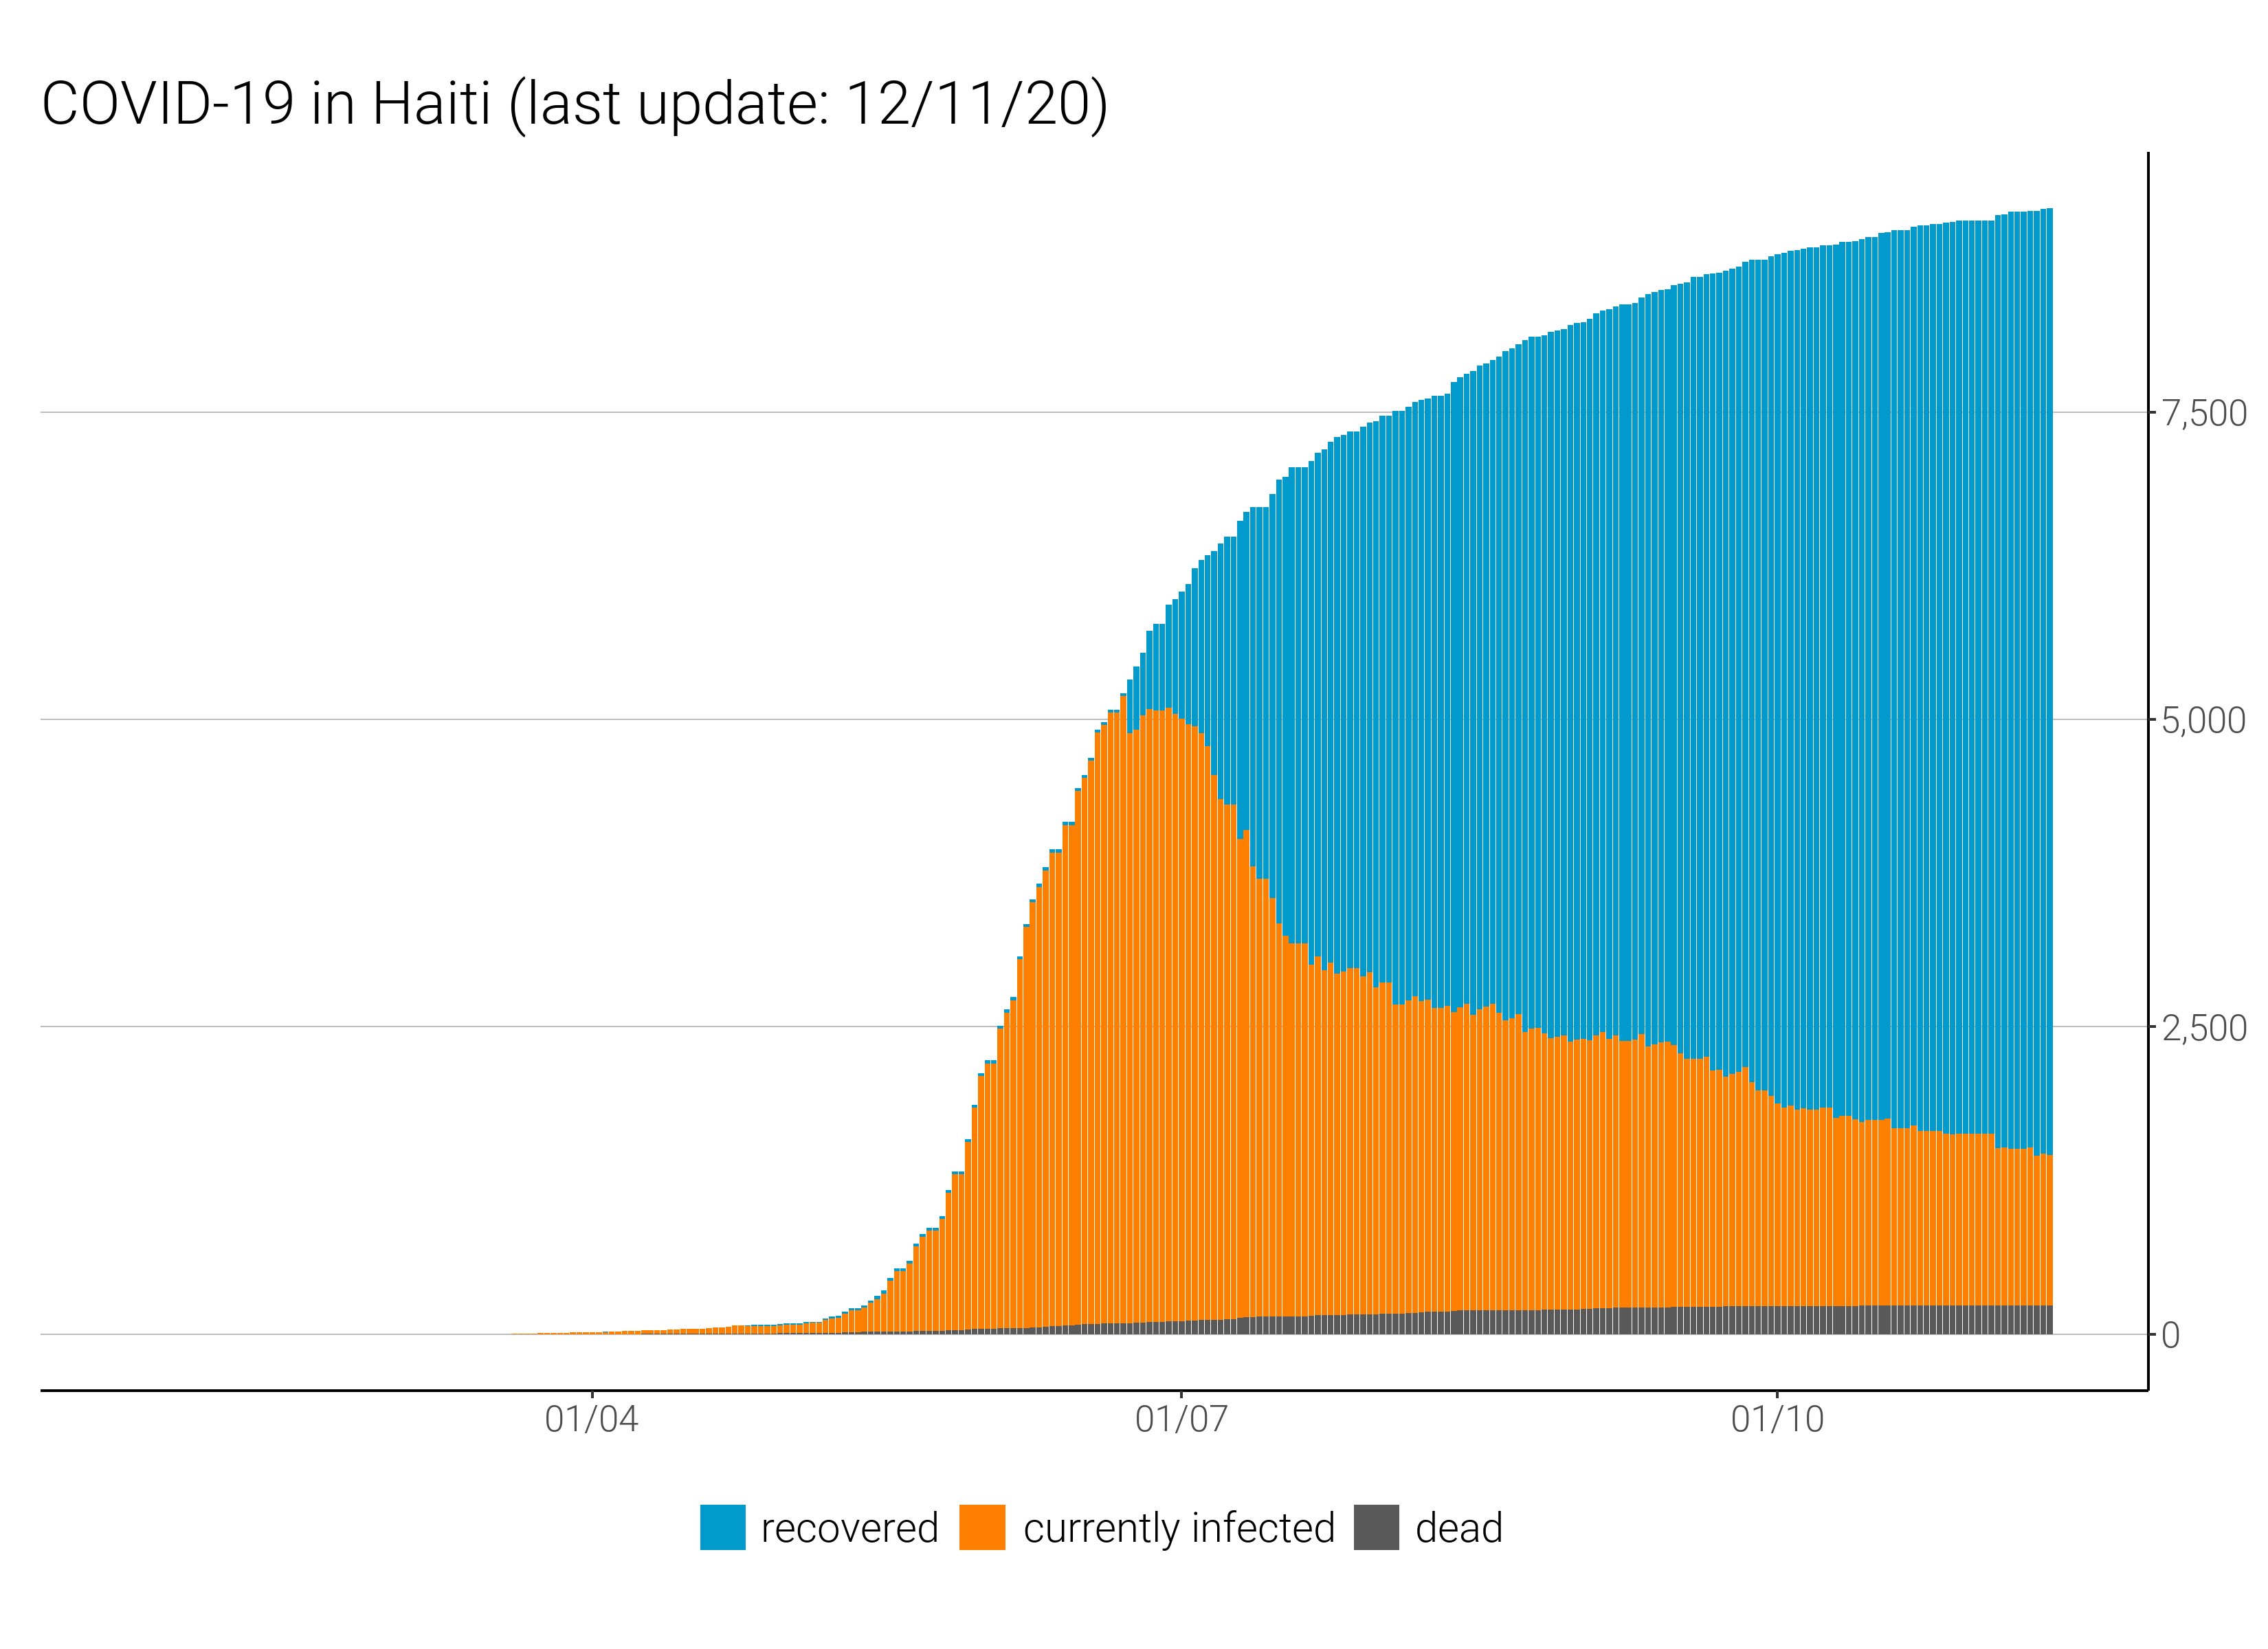 COVID-19 in Haiti (last update: 12/11/20)
7,500
5,000
2,500
0
01/04 01/07 01/10
recovered currently infected dead